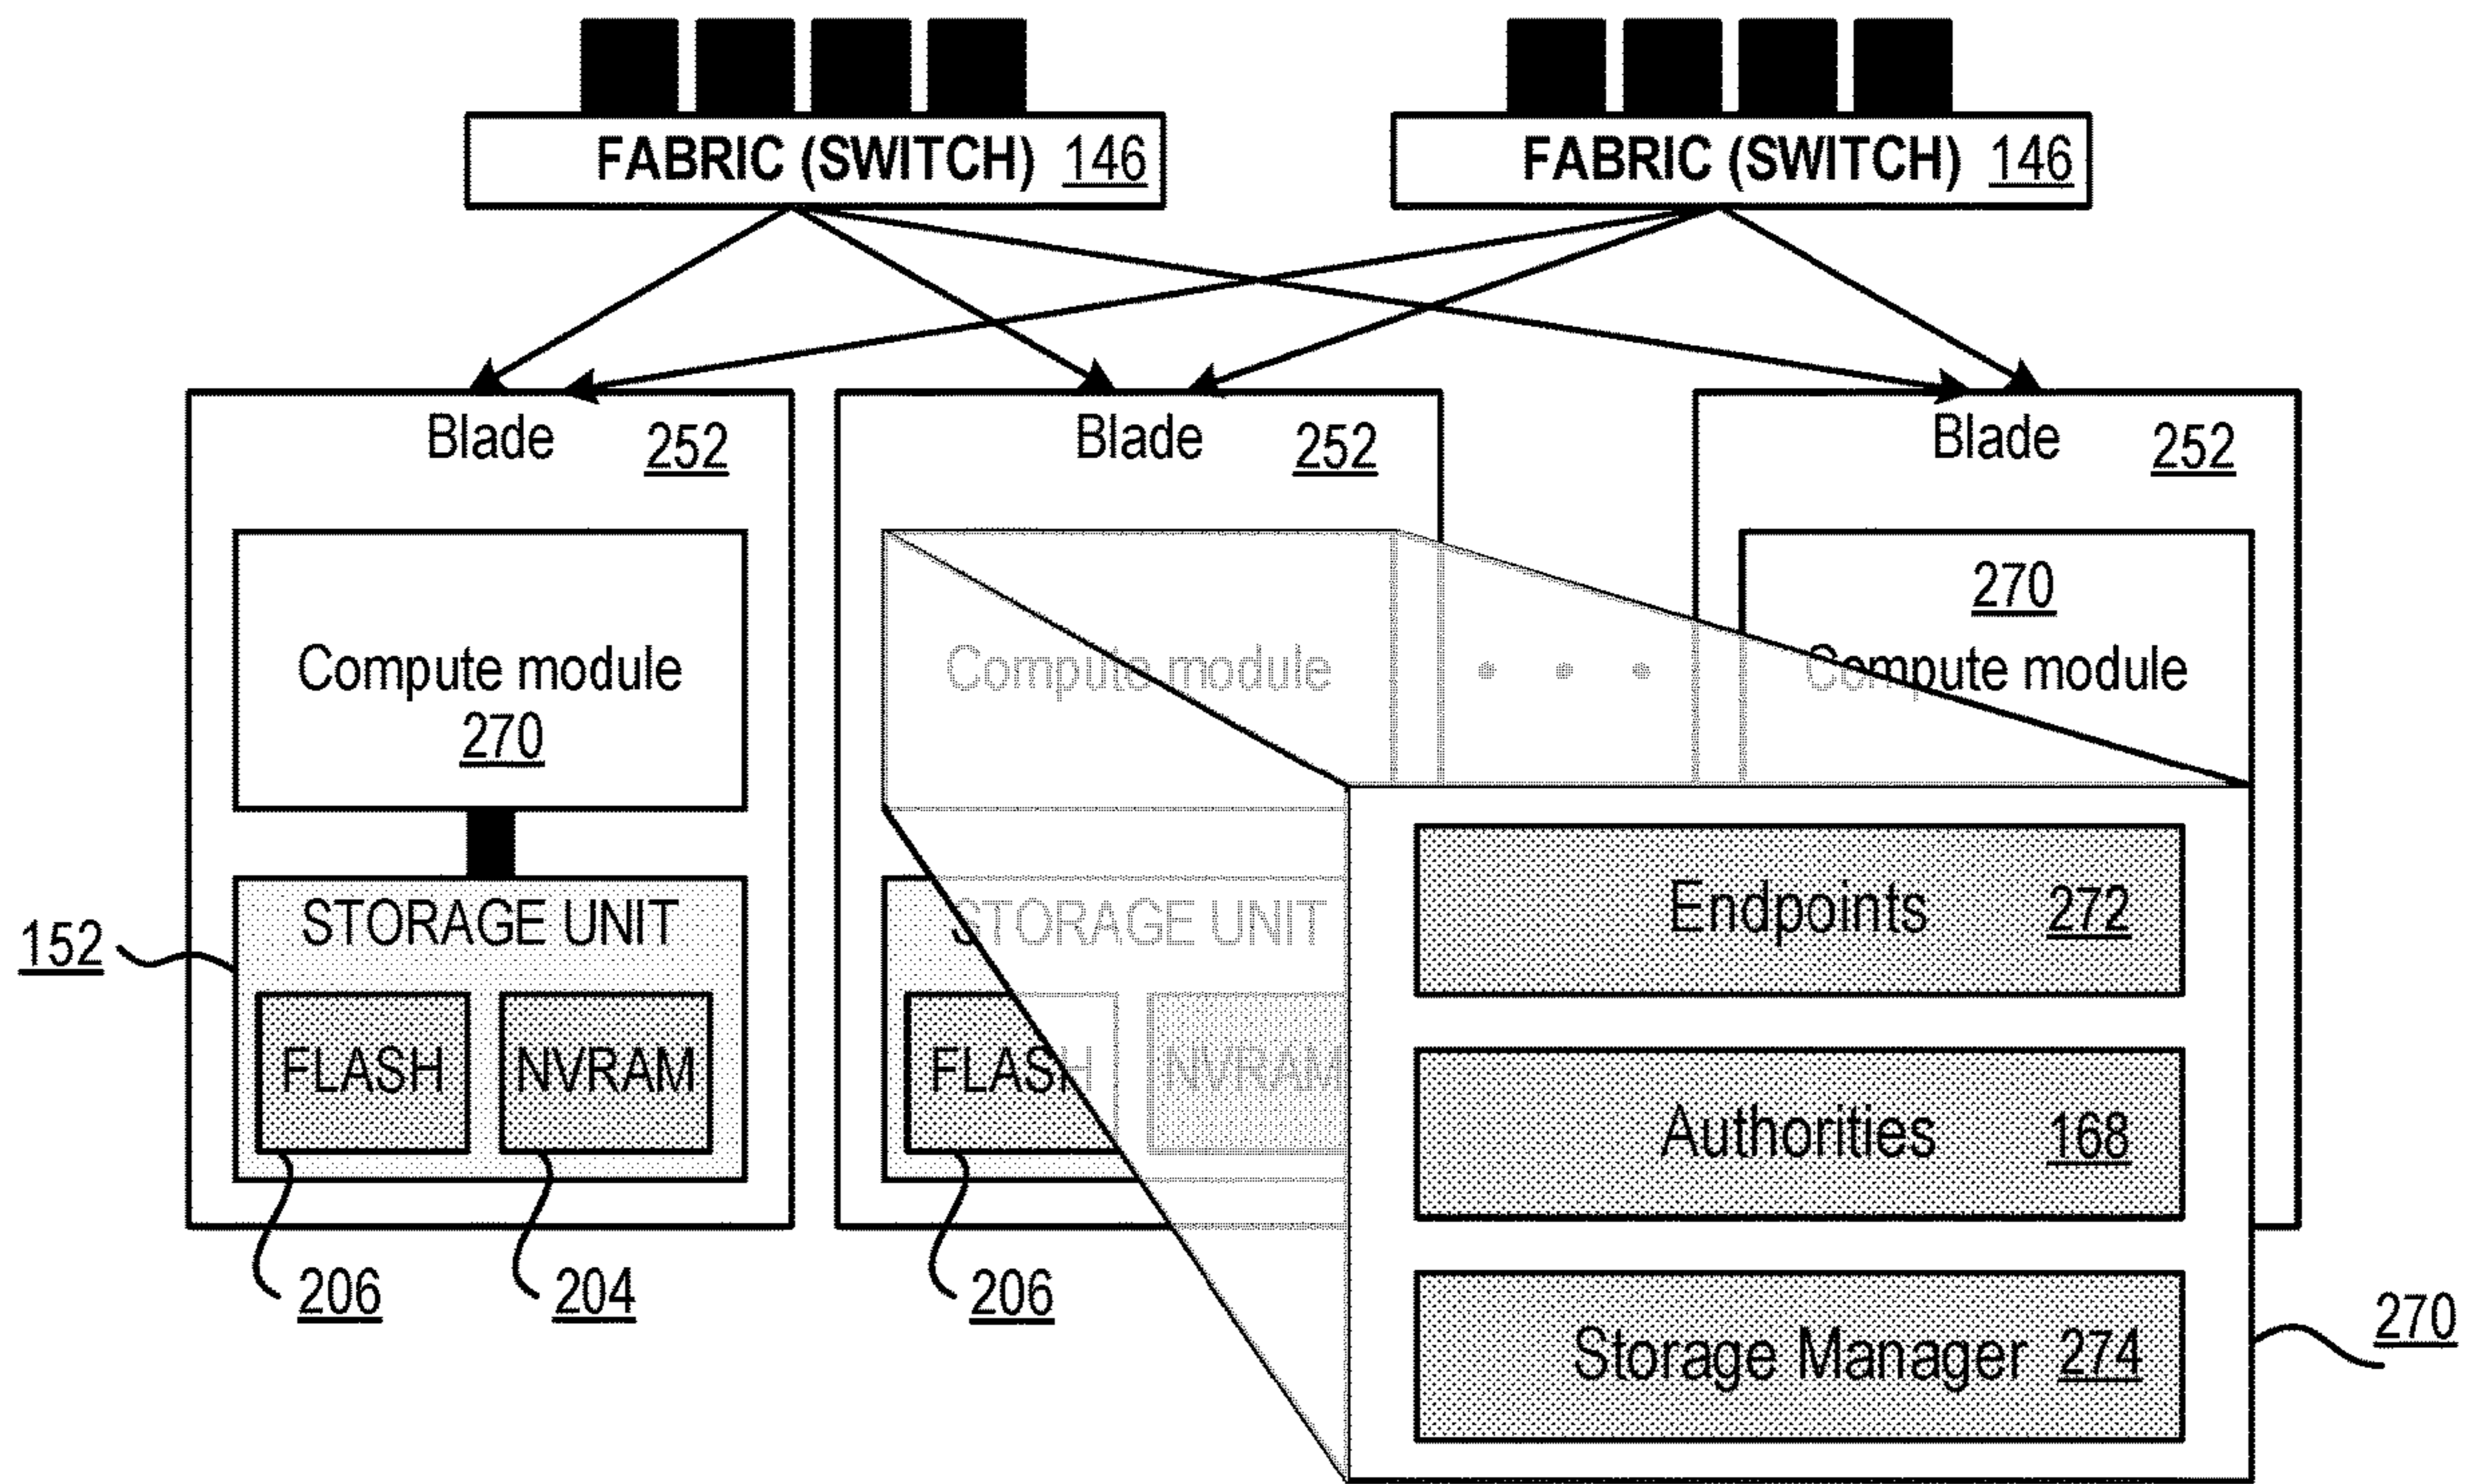 FABRIC (SWITCH) 146
FABRIC (SWITCH) 146
Blade 252
Blade 252
Blade 252
Compute module
270
Compute module
270
Compute module
152
STORAGE UNIT
FLASH
NVRAM
206
204
STORAGE UNIT
FLASH
NVRAM
206
Endpoints 272
Authorities 168
Storage Manager 274
270